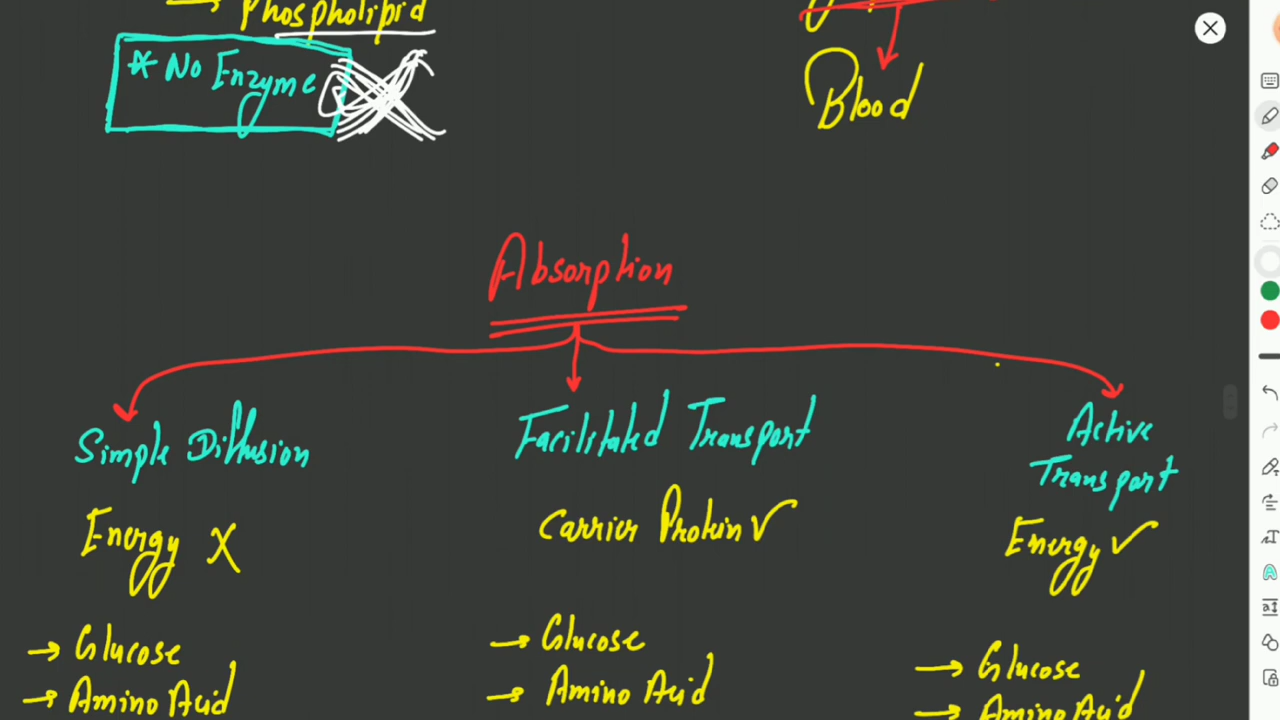 → Phospholipid
* No Enzyme
Blood
Absorption
Simple Diffusion
Facilitated Transport
Active
Transport
Energy X
Carrier Protein ✓
Energy ✓
→ Glucose
→ Amino Acid
→ Glucose
→ Amino Acid
→ Glucose
→ Amino Acid